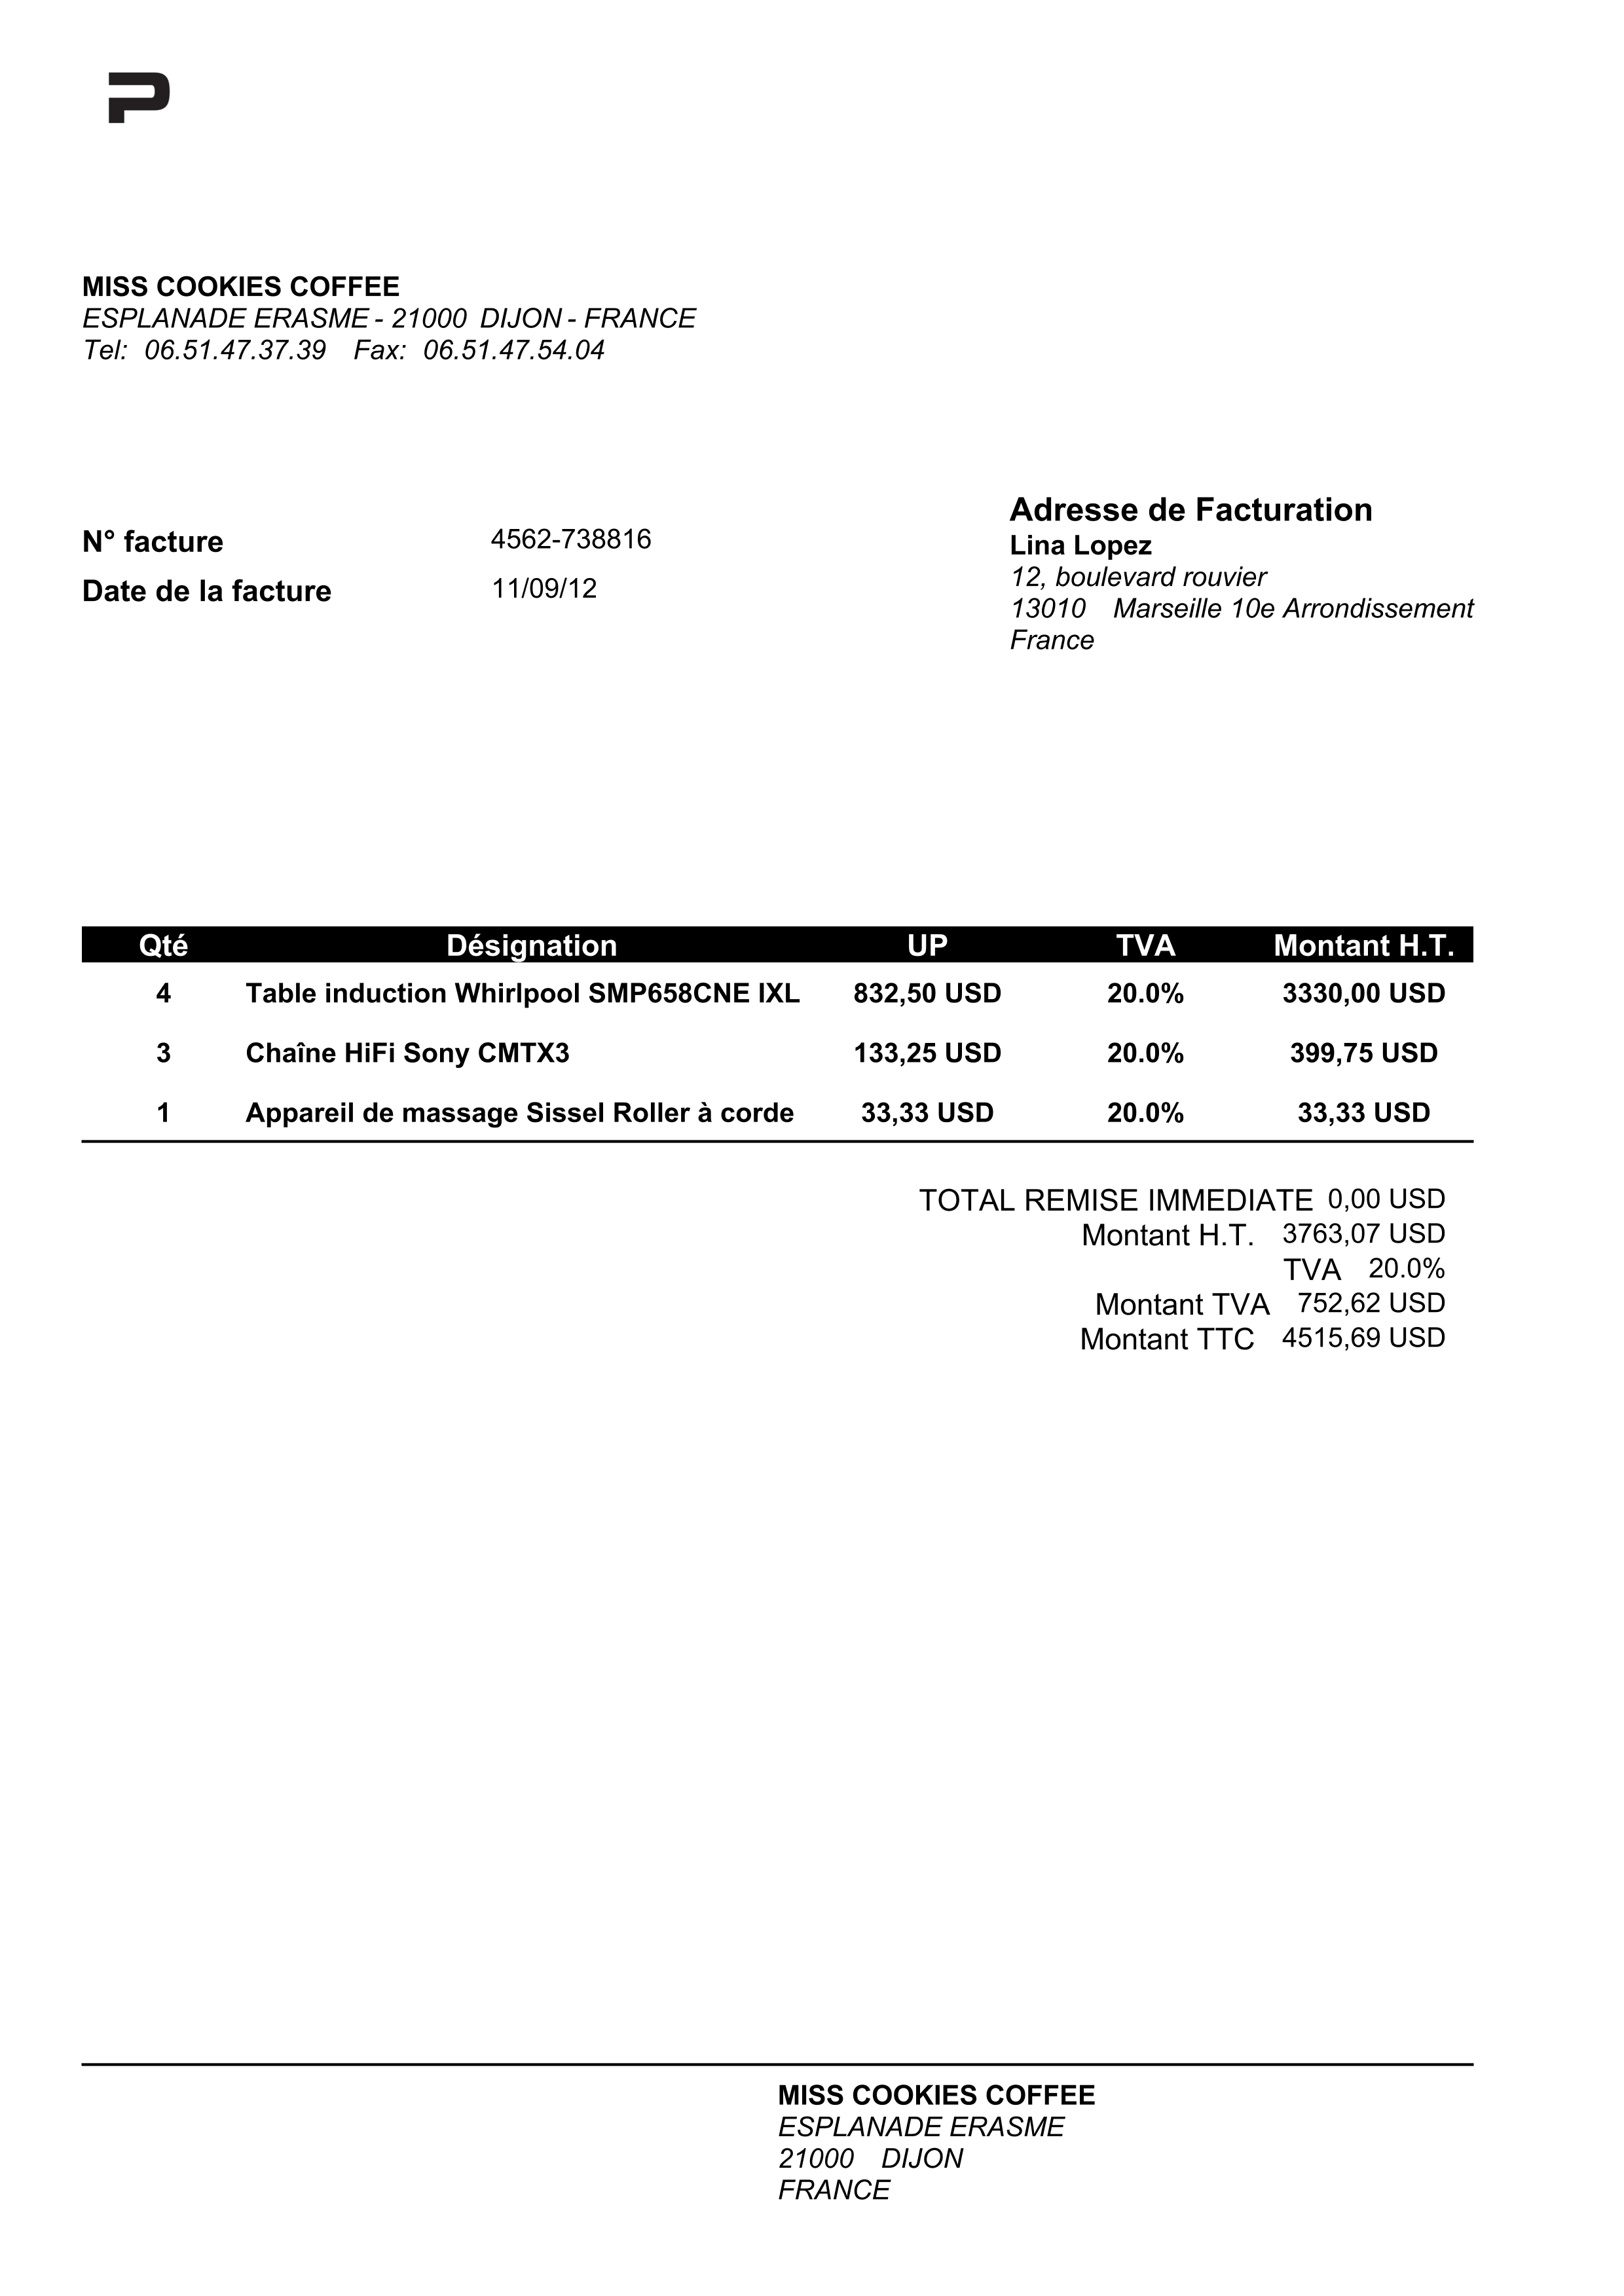 P
MISS COOKIES COFFEE
ESPLANADE ERASME - 21000 DIJON - FRANCE
Tel: 06.51.47.37.39 Fax: 06.51.47.54.04
N° facture 4562-738816
Date de la facture 11/09/12
Adresse de Facturation
Lina Lopez
12, boulevard rouvier
13010 Marseille 10e Arrondissement
France
Qté Désignation UP TVA Montant H.T.
4 Table induction Whirlpool SMP658CNE IXL 832,50 USD 20.0% 3330,00 USD
3 Chaîne HiFi Sony CMTX3 133,25 USD 20.0% 399,75 USD
1 Appareil de massage Sissel Roller à corde 33,33 USD 20.0% 33,33 USD
TOTAL REMISE IMMEDIATE 0,00 USD
Montant H.T. 3763,07 USD
TVA 20.0%
Montant TVA 752,62 USD
Montant TTC 4515,69 USD
MISS COOKIES COFFEE
ESPLANADE ERASME
21000 DIJON
FRANCE